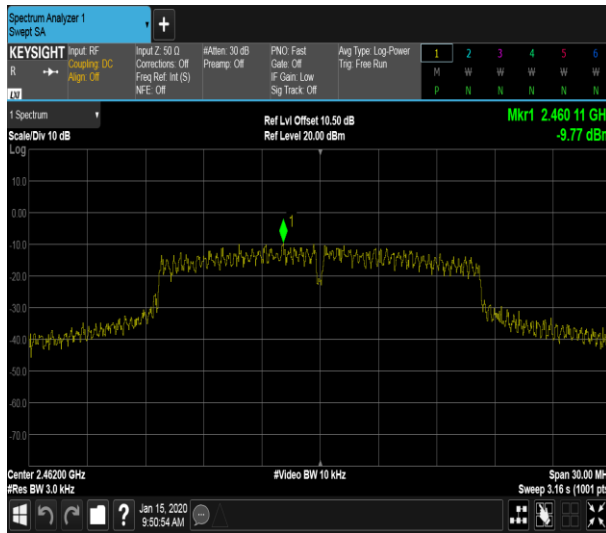 Spectrum Analyzer 1
Swept SA
+
KEYSIGHT Input: RF Input Z: 50 Ω #Atten: 30 dB PNO: Fast Avg Type: Log-Power 1 2 3 4 5 6
R Coupling: DC Corrections: Off Preamp: Off Gate: Off Trig: Free Run M W W W W W
Align: Off Freq Ref: Int (S) IF Gain: Low P N N N N N
LXI NFE: Off Sig Track: Off
1 Spectrum Ref Lvl Offset 10.50 dB Mkr1 2.460 11 GH
Scale/Div 10 dB Ref Level 20.00 dBm -9.77 dBr
Log
10.0
0.00
1
-10.0
-20.0
-30.0
-40.0
-50.0
-60.0
-70.0
Center 2.46200 GHz #Video BW 10 kHz Span 30.00 MH
#Res BW 3.0 kHz Sweep 3.16 s (1001 pts
? Jan 15, 2020
9:50:54 AM